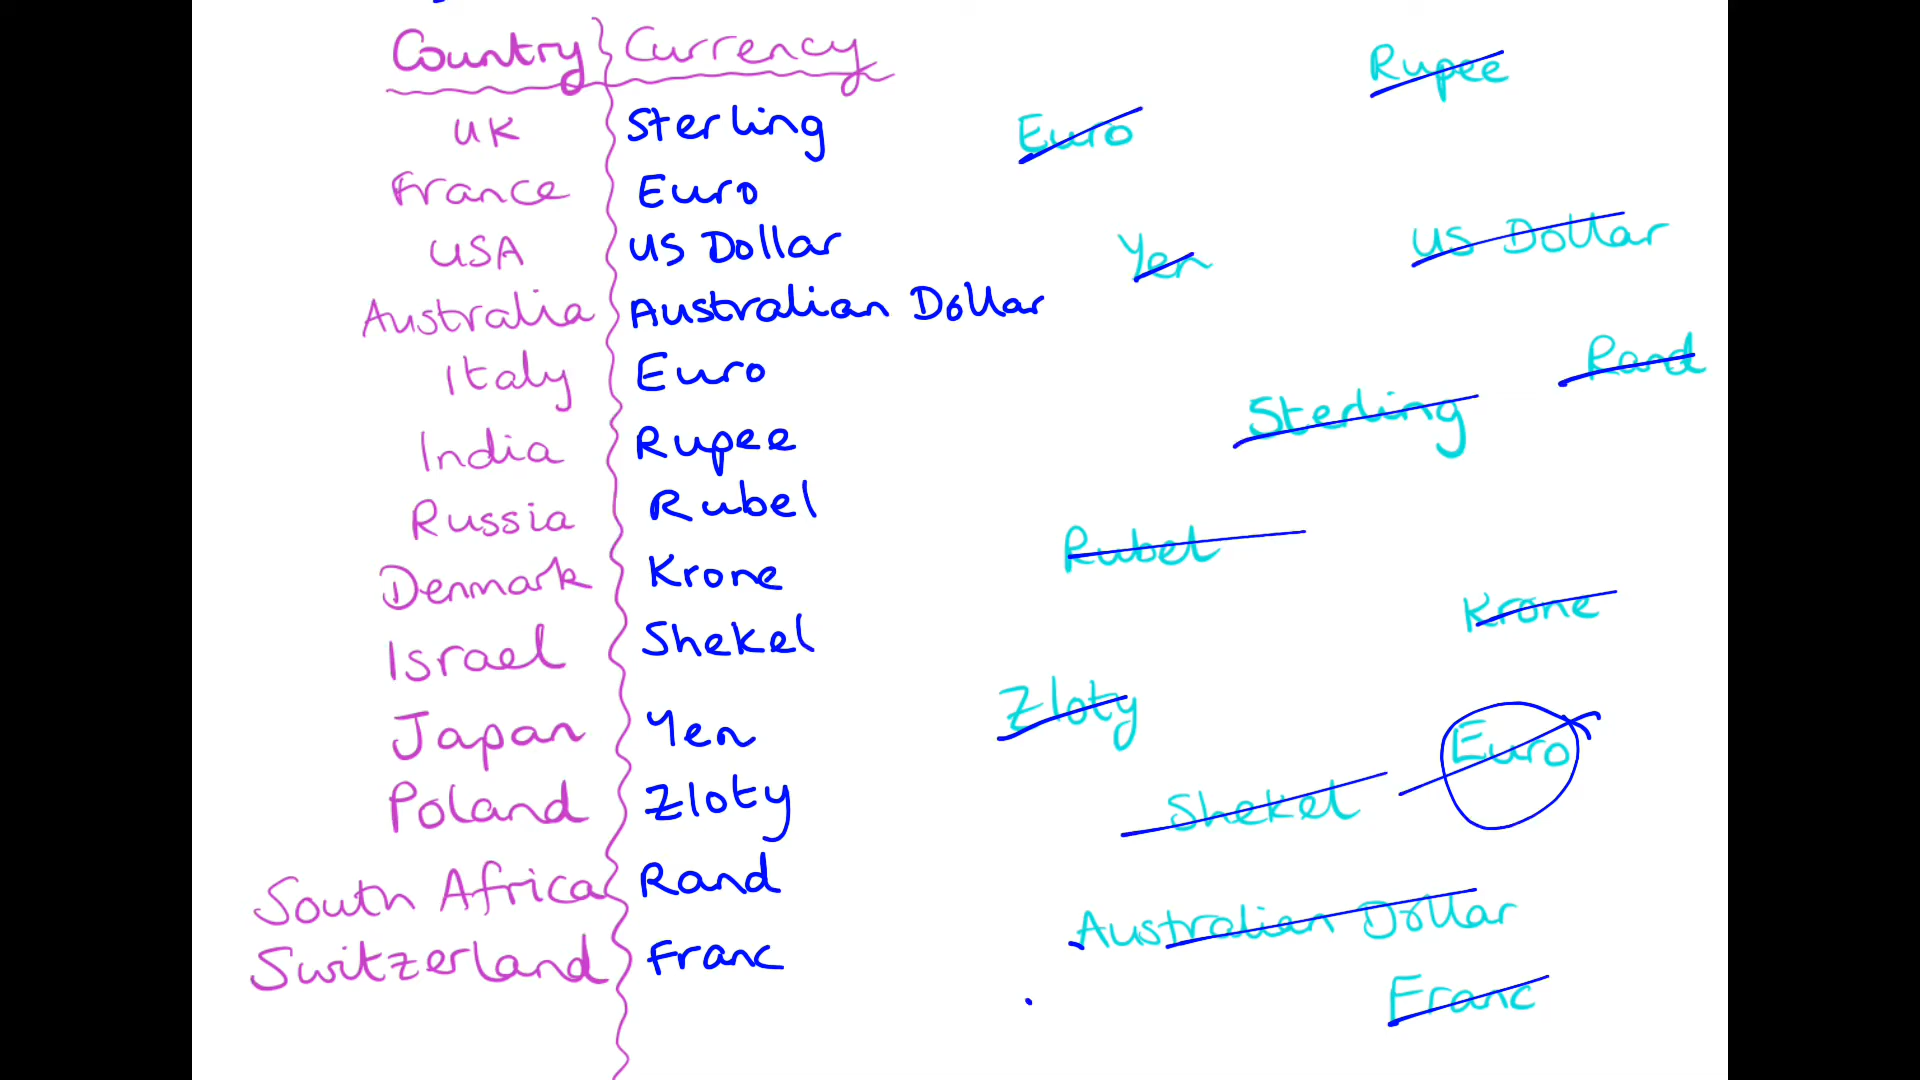 Country Currency
UK Sterling
France Euro
USA US Dollar
Australia Australian Dollar
Italy Euro
India Rupee
Russia Rubel
Denmark Krone
Israel Shekel
Japan Yen
Poland Zloty
South Africa Rand
Switzerland Franc
Rupee
Euro
US Dollar
Yen
Rand
Sterling
Rubel
Krone
Zloty
Euro
Shekel
Australian Dollar
Franc